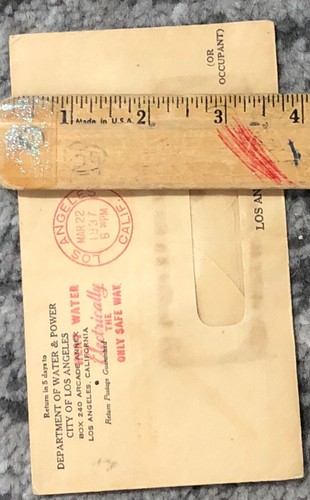 1 Made in U.S.A. 2 3 4
(OR
OCCUPANT)
LOS AN
LOS ANGELE CALIF.
MAR 22
1937
PM
WATER
Electrically
THE
ONLY SAFE WAY
Return in 5 days to
DEPARTMENT OF WATER & POWER
CITY OF LOS ANGELES
BOX 240 ARCADE ANNEX
LOS ANGELES, CALIFORNIA
Return Postage Guaranteed